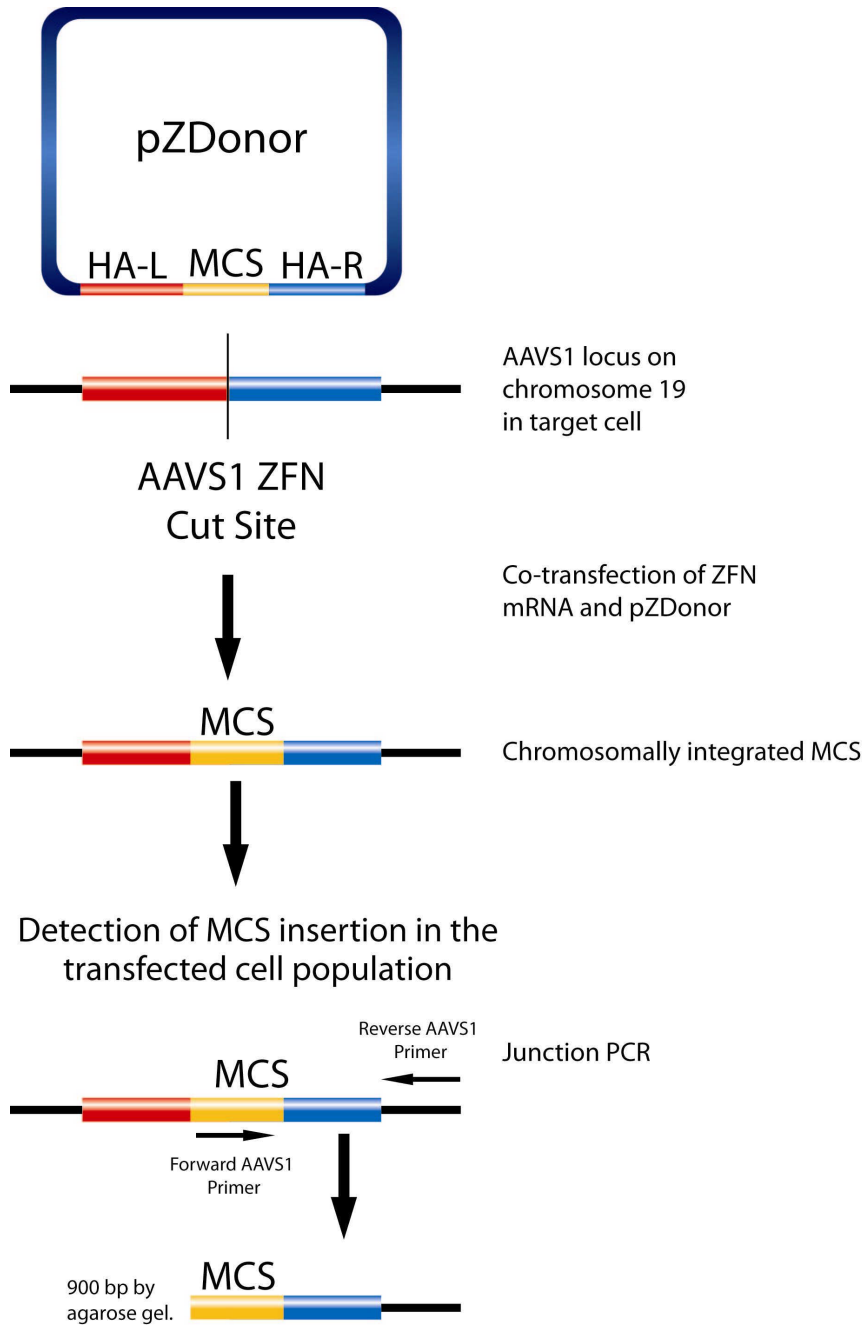 pZDonor
HA-L MCS HA-R
AAVS1 locus on
chromosome 19
in target cell
AAVS1 ZFN
Cut Site
Co-transfection of ZFN
mRNA and pZDonor
MCS
Chromosomally integrated MCS
Detection of MCS insertion in the
transfected cell population
Reverse AAVS1
Primer
Junction PCR
MCS
Forward AAVS1
Primer
MCS
900 bp by
agarose gel.